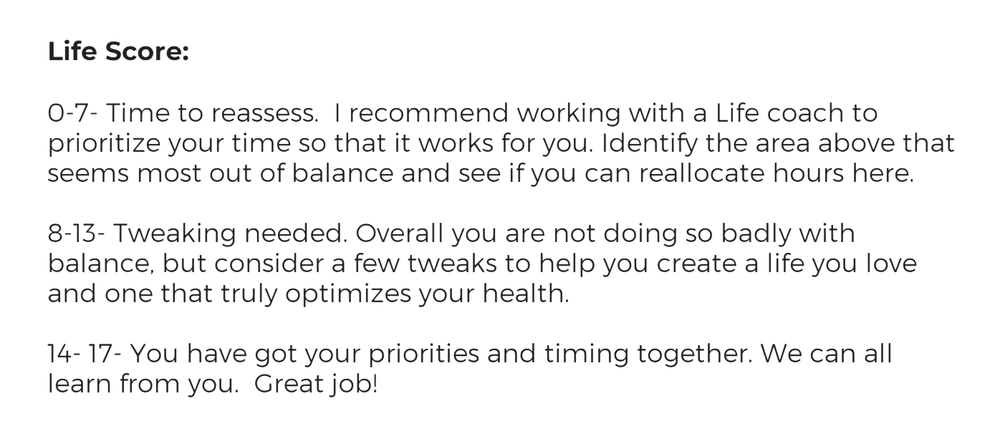 Life Score:
0-7- Time to reassess.  I recommend working with a Life coach to
prioritize your time so that it works for you. Identify the area above that
seems most out of balance and see if you can reallocate hours here.
8-13- Tweaking needed. Overall you are not doing so badly with
balance, but consider a few tweaks to help you create a life you love
and one that truly optimizes your health.
14- 17- You have got your priorities and timing together. We can all
learn from you.  Great job!